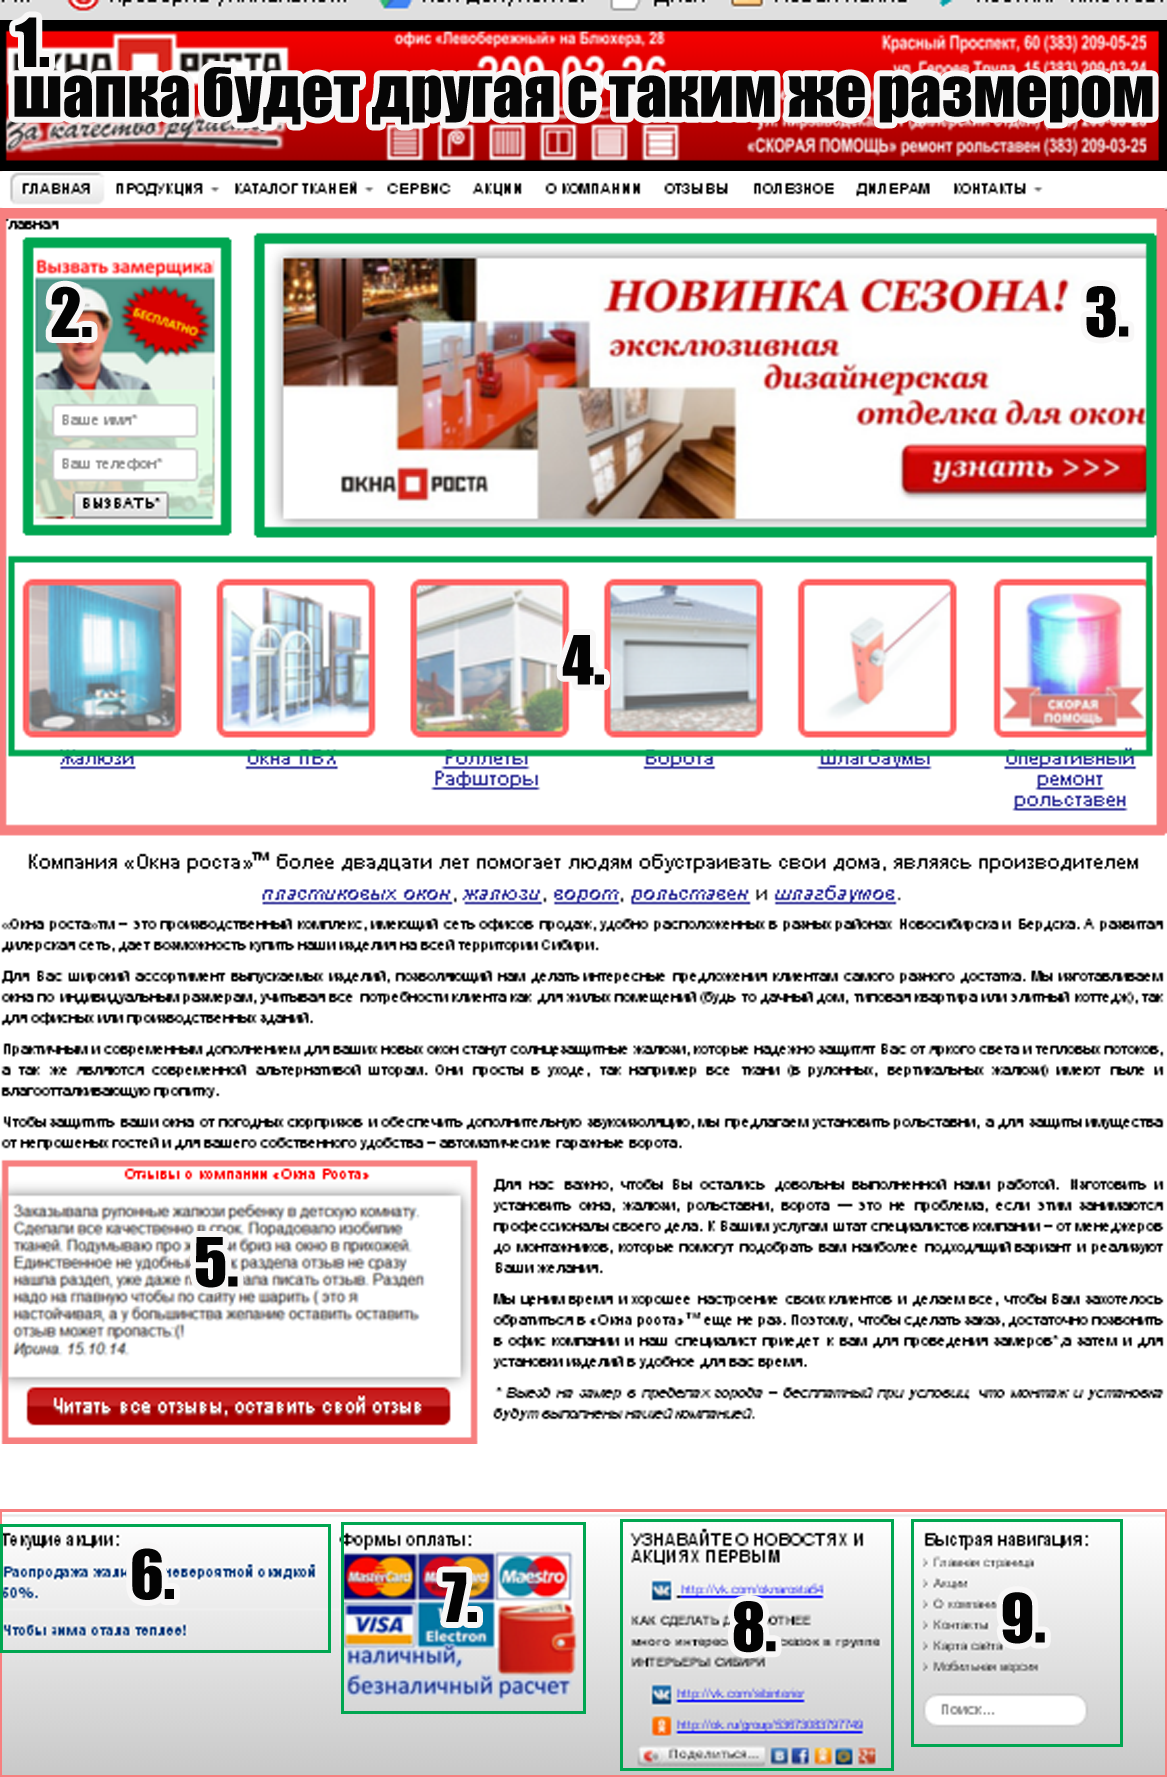 1.
шапка будет другая с таким же размером
ОКНА РОСТА
офис «Левобережный» на Блюхера, 28
Красный Проспект, 60 (383) 209-05-25
«СКОРАЯ ПОМОЩЬ» ремонт рольставен (383) 209-03-25
ГЛАВНАЯ ПРОДУКЦИЯ КАТАЛОГ ТКАНЕЙ СЕРВИС АКЦИИ О КОМПАНИИ ОТЗЫВЫ ПОЛЕЗНОЕ ДИЛЕРАМ КОНТАКТЫ
Главная
Вызвать замерщика
БЕСПЛАТНО
2.
Ваше имя*
Ваш телефон*
ВЫЗВАТЬ*
НОВИНКА СЕЗОНА!
3.
эксклюзивная
дизайнерская
отделка для окон
узнать >>>
ОКНА РОСТА
4.
СКОРАЯ
ПОМОЩЬ
Жалюзи Окна ПВХ Роллеты Ворота Шлагбаумы Оперативный
Рафшторы ремонт
рольставен
Компания «Окна роста»™ более двадцати лет помогает людям обустраивать свои дома, являясь производителем
пластиковых окон, жалюзи, ворот, рольставен и шлагбаумов.
«Окна роста»тм – это производственный комплекс, имеющий сеть офисов продаж, удобно расположенных в разных районах Новосибирска и Бердска. А развитая
дилерская сеть, дает возможность купить наши изделия на всей территории Сибири.
Для Вас широкий ассортимент выпускаемых изделий, позволяющий нам делать интересные предложения клиентам самого разного достатка. Мы изготавливаем
окна по индивидуальным размерам, учитывая все потребности клиента как для жилых помещений (будь то дачный дом, типовая квартира или элитный коттедж), так
для офисных или производственных зданий.
Практичным и современным дополнением для ваших новых окон станут солнцезащитные жалюзи, которые надежно защитят Вас от яркого света и тепловых потоков,
а так же являются современной альтернативой шторам. Они просты в уходе, так например все ткани (в рулонных, вертикальных жалюзи) имеют пыле и
влагоотталкивающую пропитку.
Чтобы защитить ваши окна от погодных сюрпризов и обеспечить дополнительную звукоизоляцию, мы предлагаем установить рольставни, а для защиты имущества
от непрошеных гостей и для вашего собственного удобства – автоматические гаражные ворота.
Отзывы о компании «Окна Роста»
Заказывала рулонные жалюзи ребенку в детскую комнату.
Сделали все качественно в срок. Порадовало изобилие
тканей. Подумываю про и бриз на окно в прихожей.
Единственное не удобны раздела отзыв не сразу
нашла раздел, уже даже ала писать отзыв. Раздел
надо на главную чтобы по сайту не шарить ( это я
настойчивая, а у большинства желание оставить оставить
отзыв может пропасть:(!
Ирина. 15.10.14.
5.
Читать все отзывы, оставить свой отзыв
Для нас важно, чтобы Вы остались довольны выполненной нами работой. Изготовить и
установить окна, жалюзи, рольставни, ворота — это не проблема, если этим занимаются
профессионалы своего дела. К Вашим услугам штат специалистов компании – от менеджеров
до монтажников, которые помогут подобрать вам наиболее подходящий вариант и реализуют
Ваши желания.
Мы ценим время и хорошее настроение своих клиентов и делаем все, чтобы Вам захотелось
обратиться в «Окна роста»™ еще не раз. Поэтому, чтобы сделать заказ, достаточно позвонить
в офис компании и наш специалист приедет к вам для проведения замеров*,а затем и для
установки изделий в удобное для вас время.
* Выезд на замер в пределах города – бесплатный при условии, что монтаж и установка
будут выполнены нашей компанией.
Текущие акции:
Распродажа жал невероятной скидкой
50%.
Чтобы зима стала теплее!
6.
Формы оплаты:
MasterCard Maestro
VISA Electron
наличный,
безналичный расчет
7.
УЗНАВАЙТЕ О НОВОСТЯХ И
АКЦИЯХ ПЕРВЫМ
http://vk.com/oknarosta54
КАК СДЕЛАТЬ
много интерес в группе
ИНТЕРЬЕРЫ СИБИРИ
8.
http://vk.com/sibinterier
http://ok.ru/group/53673083797749
Поделиться...
Быстрая навигация:
Главная страница
Акции
О компани
Контакты
Карта сайта
Мобильная версия
9.
Поиск...